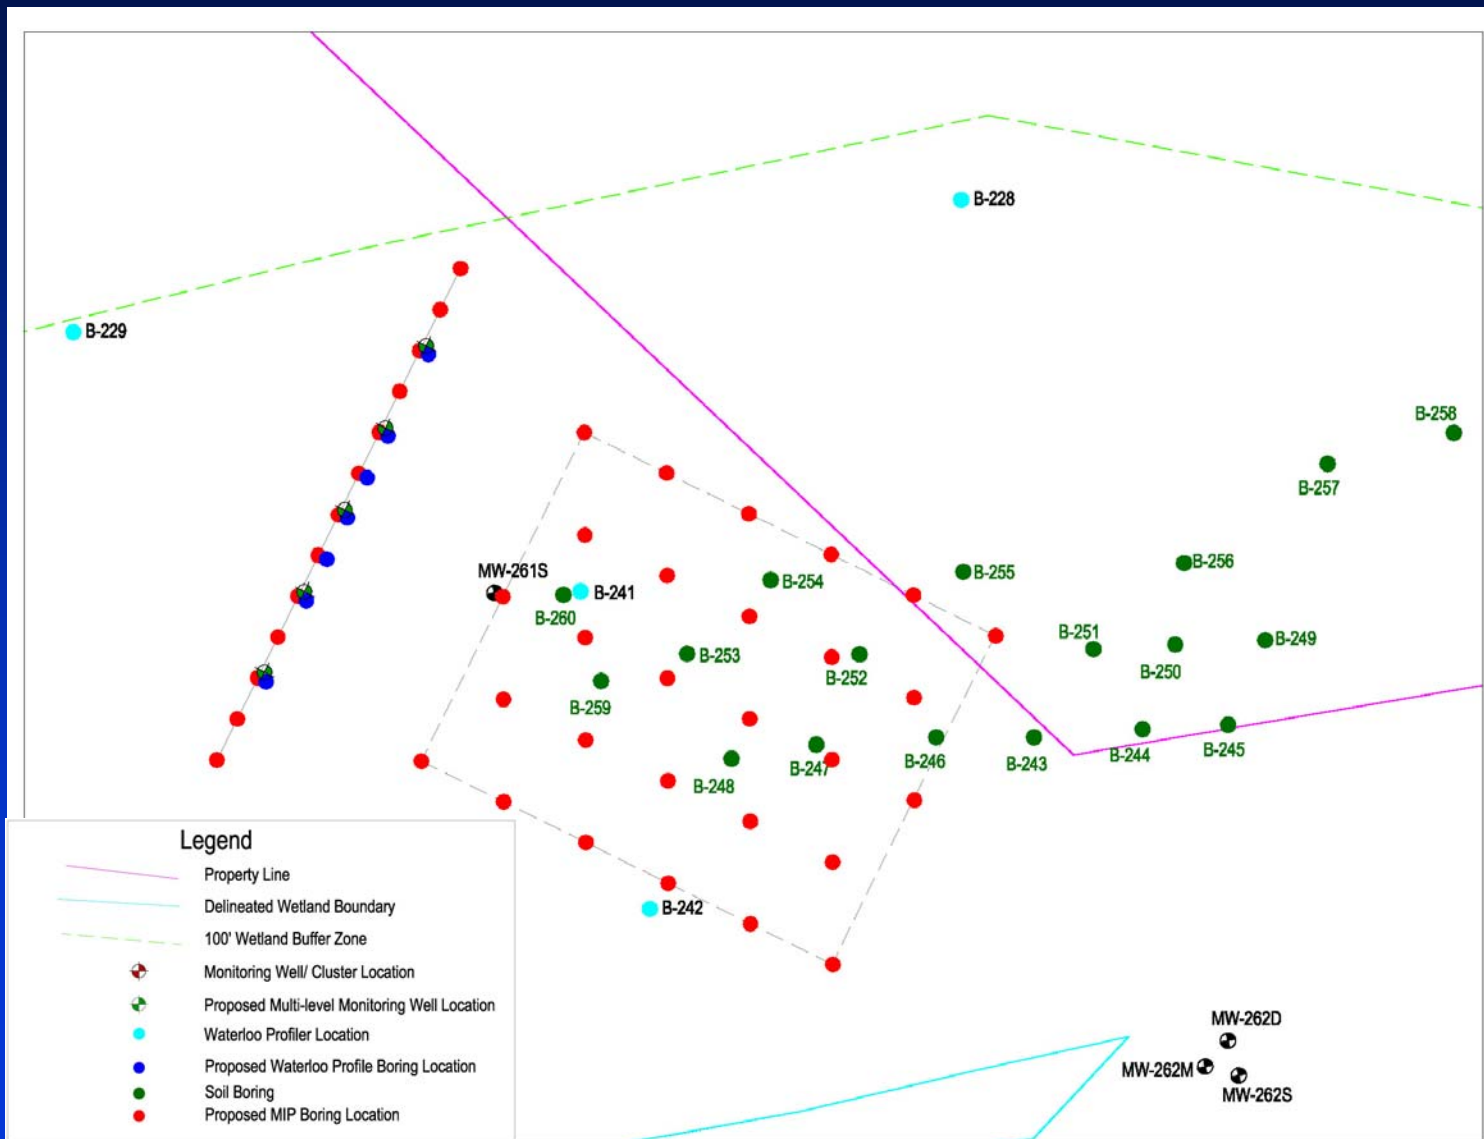 B-228
B-229
B-258
B-257
MW-261S
B-241
B-260
B-254
B-255
B-256
B-253
B-252
B-251
B-250
B-249
B-259
B-248
B-247
B-246
B-243
B-244
B-245
B-242
Legend
Property Line
Delineated Wetland Boundary
100' Wetland Buffer Zone
Monitoring Well/ Cluster Location
Proposed Multi-level Monitoring Well Location
Waterloo Profiler Location
Proposed Waterloo Profile Boring Location
Soil Boring
Proposed MIP Boring Location
MW-262D
MW-262M
MW-262S